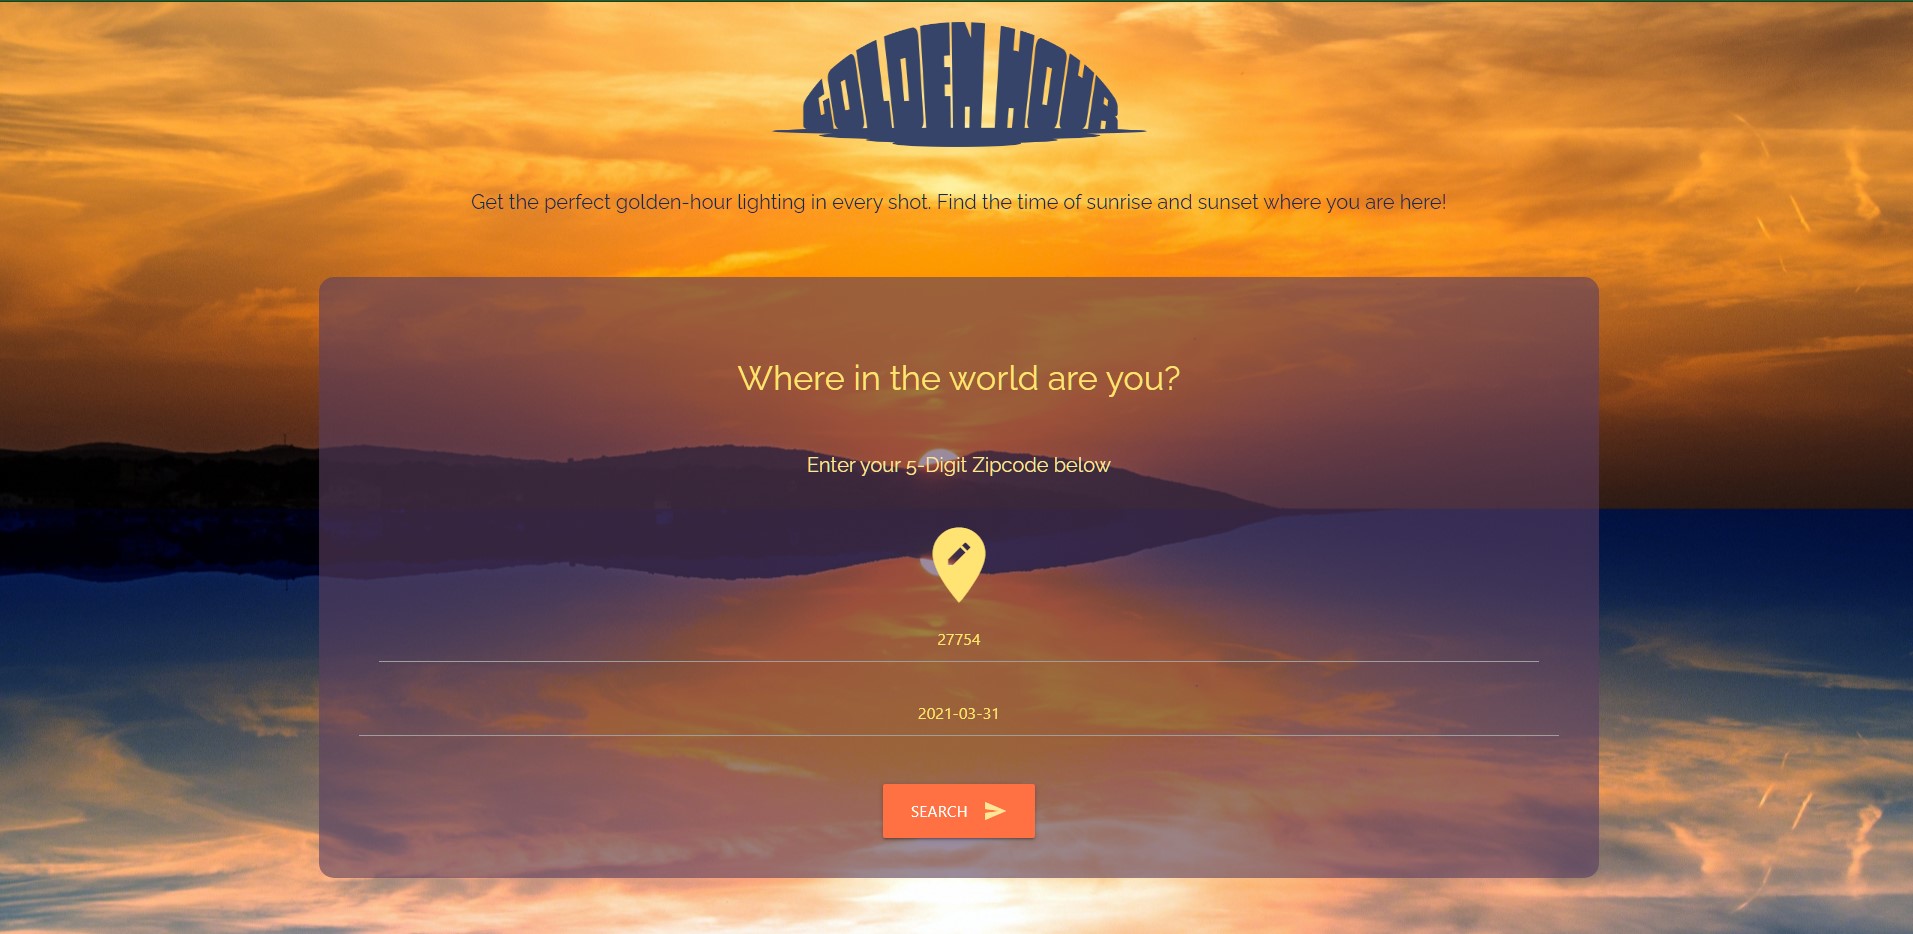 GOLDEN HOUR
Get the perfect golden-hour lighting in every shot. Find the time of sunrise and sunset where you are here!
Where in the world are you?
Enter your 5-Digit Zipcode below
27754
2021-03-31
SEARCH